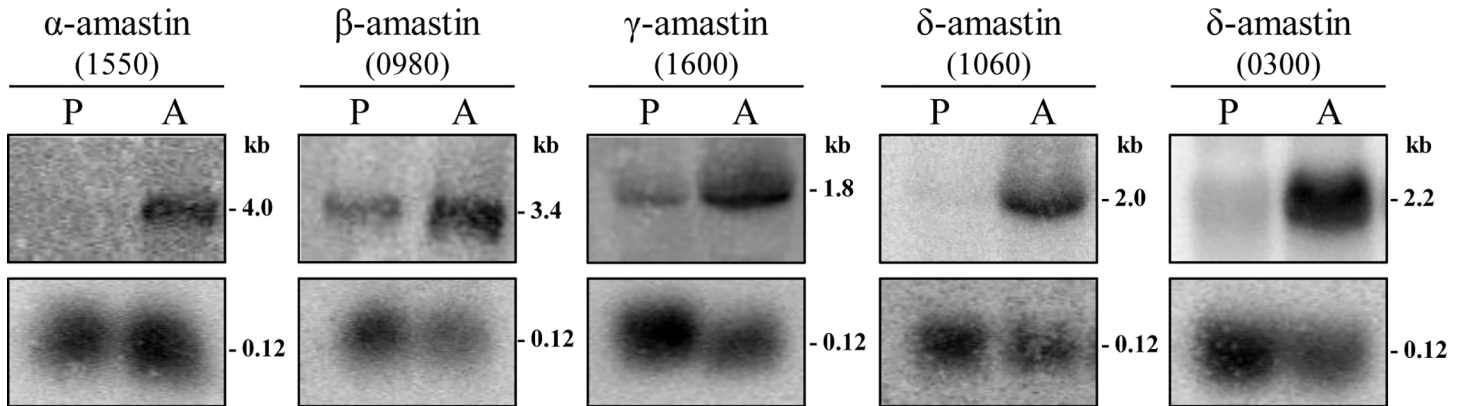 α-amastin β-amastin γ-amastin δ-amastin δ-amastin
(1550) (0980) (1600) (1060) (0300)
P A P A P A P A P A
kb kb kb kb kb
- 4.0 - 3.4 - 1.8 - 2.0 - 2.2
- 0.12 - 0.12 - 0.12 - 0.12 - 0.12